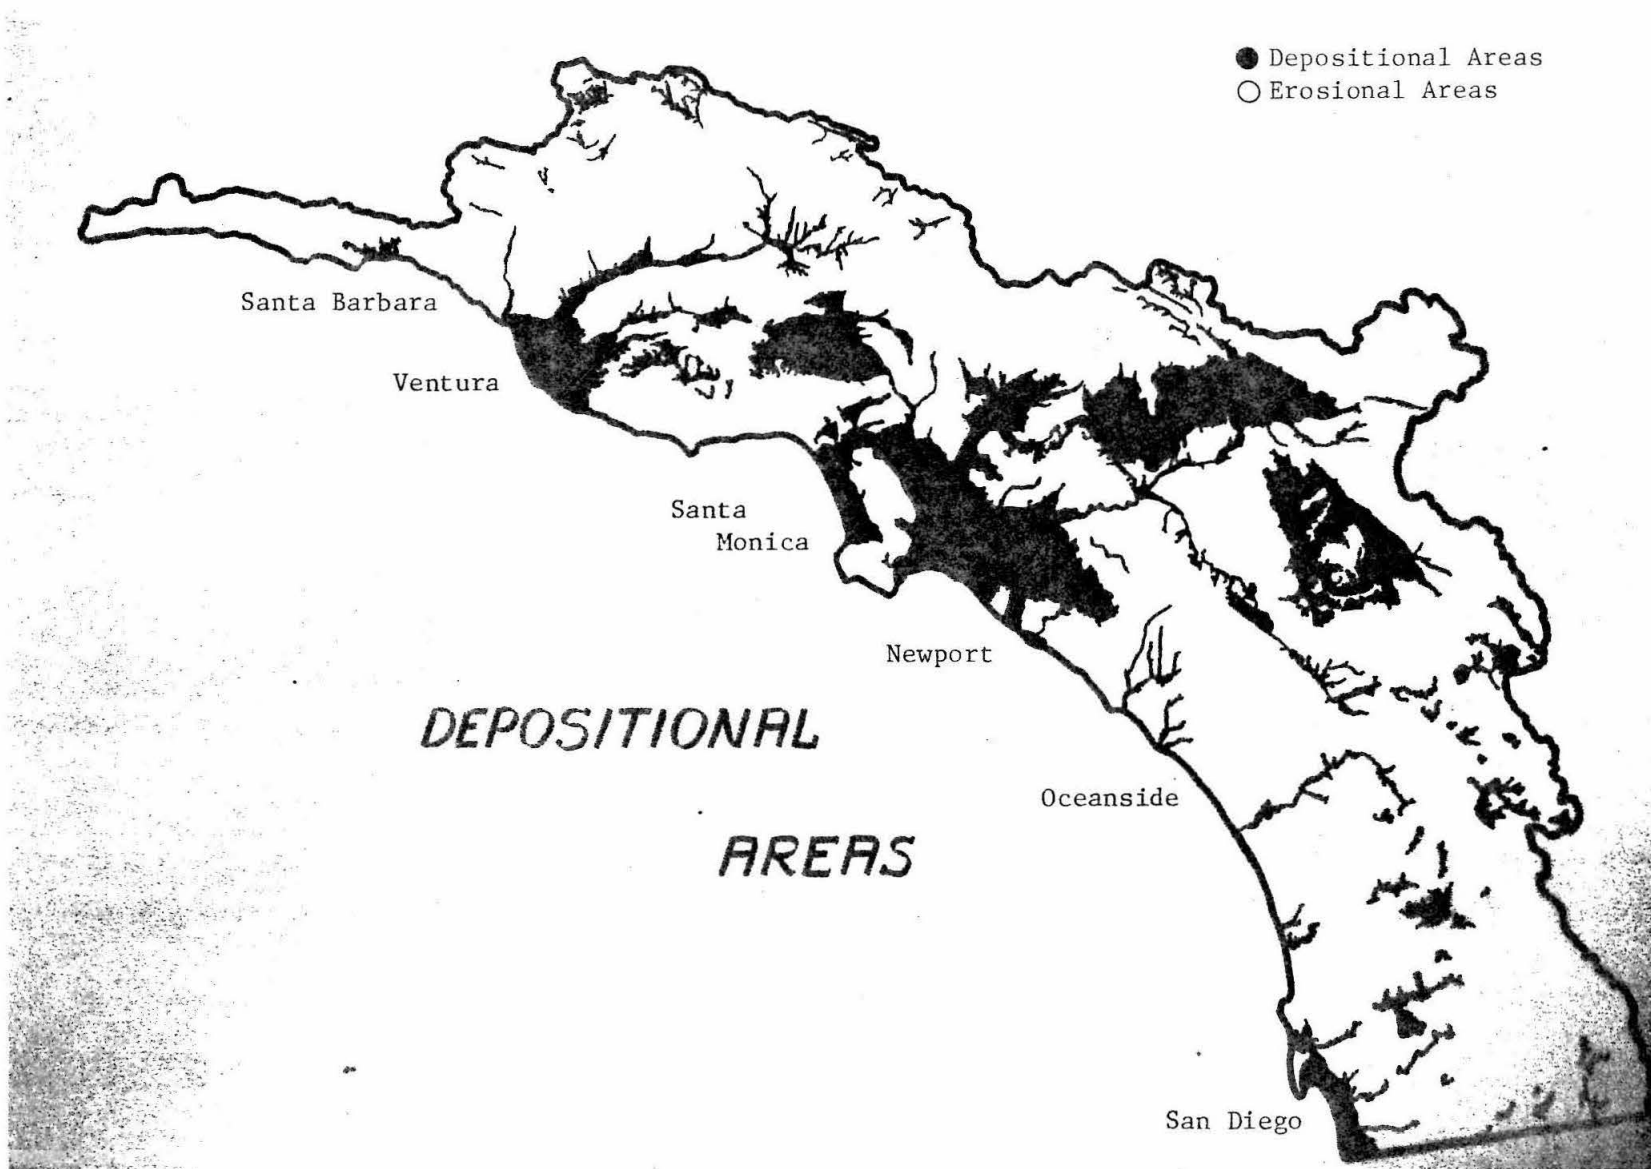 Depositional Areas
Erosional Areas
Santa Barbara
Ventura
Santa
Monica
Newport
DEPOSITIONAL
Oceanside
AREAS
San Diego